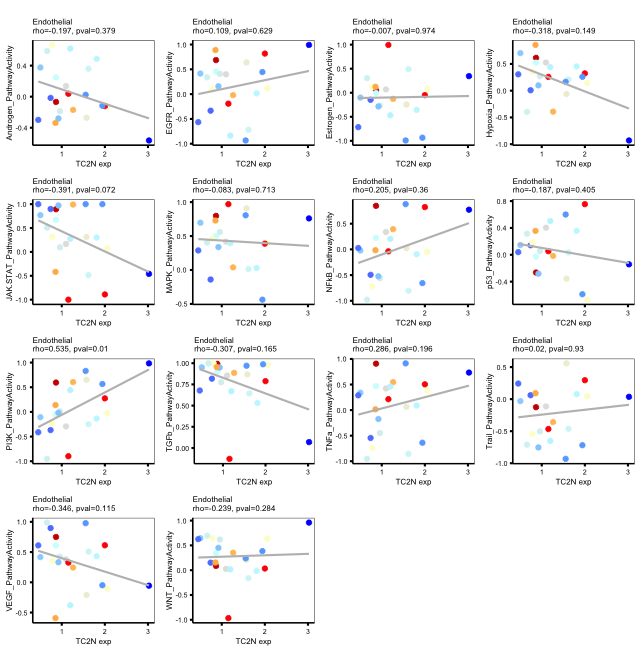 Endothelial
rho=-0.197, pval=0.379
Androgen_PathwayActivity
0.4
0.0
-0.4
1
2
3
TC2N exp
Endothelial
rho=0.109, pval=0.629
EGFR_PathwayActivity
1.0
0.5
0.0
-0.5
-1.0
1
2
3
TC2N exp
Endothelial
rho=-0.007, pval=0.974
Estrogen_PathwayActivity
1.0
0.5
0.0
-0.5
-1.0
1
2
3
TC2N exp
Endothelial
rho=-0.318, pval=0.149
Hypoxia_PathwayActivity
0.5
0.0
-0.5
-1.0
1
2
3
TC2N exp
Endothelial
rho=-0.391, pval=0.072
JAK.STAT_PathwayActivity
1.0
0.5
0.0
-0.5
-1.0
1
2
3
TC2N exp
Endothelial
rho=-0.083, pval=0.713
MAPK_PathwayActivity
1.0
0.5
0.0
-0.5
1
2
3
TC2N exp
Endothelial
rho=0.205, pval=0.36
NFkB_PathwayActivity
0.5
0.0
-0.5
-1.0
1
2
3
TC2N exp
Endothelial
rho=-0.187, pval=0.405
p53_PathwayActivity
0.8
0.4
0.0
-0.4
1
2
3
TC2N exp
Endothelial
rho=0.535, pval=0.01
PI3K_PathwayActivity
1.0
0.5
0.0
-0.5
-1.0
1
2
3
TC2N exp
Endothelial
rho=-0.307, pval=0.165
TGFb_PathwayActivity
1.00
0.75
0.50
0.25
0.00
1
2
3
TC2N exp
Endothelial
rho=0.286, pval=0.196
TNFa_PathwayActivity
1.0
0.5
0.0
-0.5
-1.0
1
2
3
TC2N exp
Endothelial
rho=0.02, pval=0.93
Trail_PathwayActivity
0.5
0.0
-0.5
-1.0
1
2
3
TC2N exp
Endothelial
rho=-0.346, pval=0.115
VEGF_PathwayActivity
1.0
0.5
0.0
-0.5
1
2
3
TC2N exp
Endothelial
rho=-0.239, pval=0.284
WNT_PathwayActivity
1.0
0.5
0.0
-0.5
-1.0
1
2
3
TC2N exp